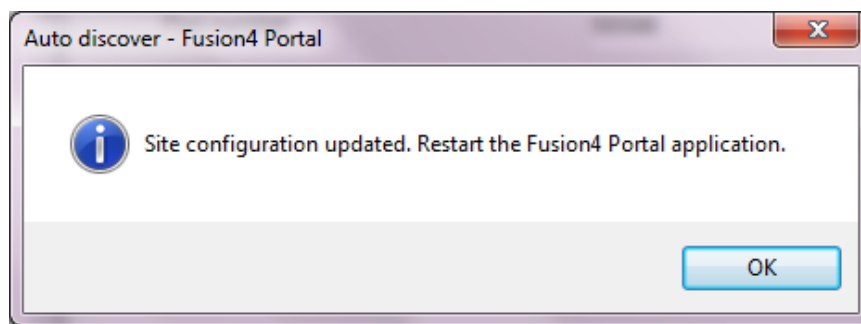 Auto discover - Fusion4 Portal
Site configuration updated. Restart the Fusion4 Portal application.
OK